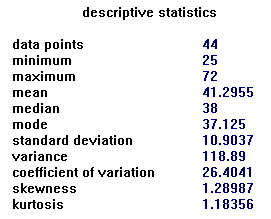 descriptive statistics
data points 44
minimum 25
maximum 72
mean 41.2955
median 38
mode 37.125
standard deviation 10.9037
variance 118.89
coefficient of variation 26.4041
skewness 1.28987
kurtosis 1.18356